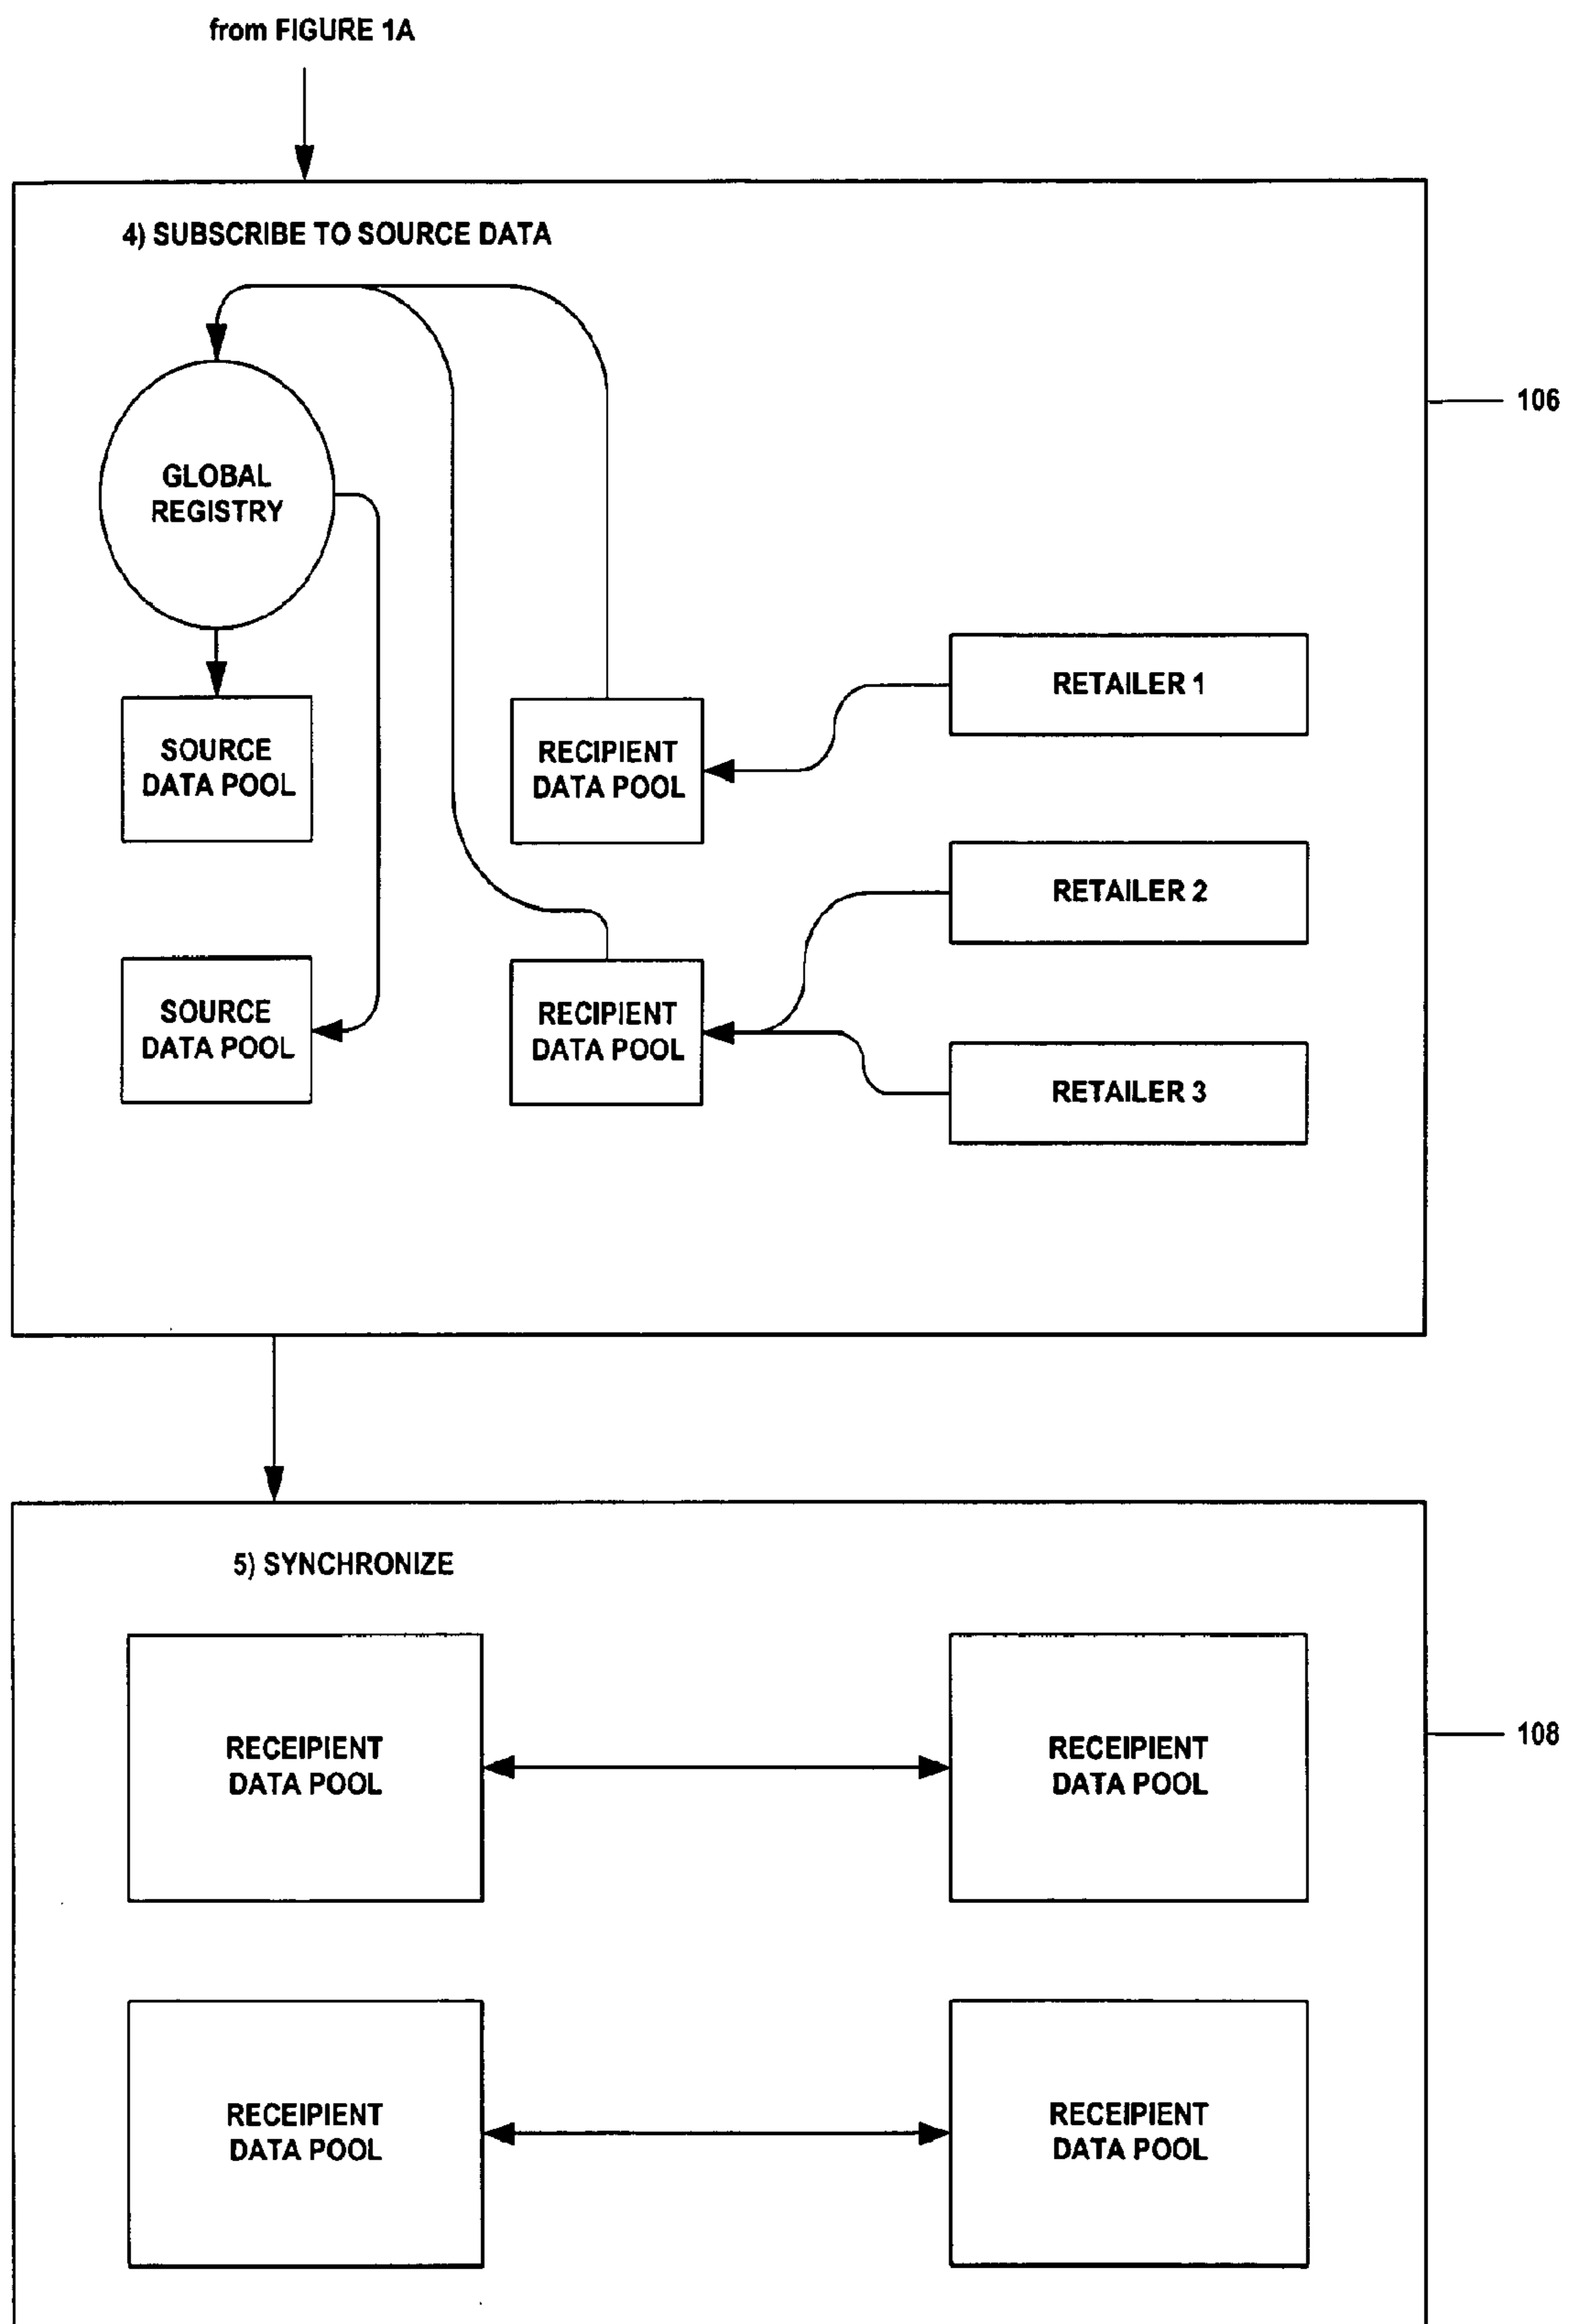 from FIGURE 1A
4) SUBSCRIBE TO SOURCE DATA
106
GLOBAL
REGISTRY
RETAILER 1
SOURCE
DATA POOL
RECIPIENT
DATA POOL
RETAILER 2
SOURCE
DATA POOL
RECIPIENT
DATA POOL
RETAILER 3
5) SYNCHRONIZE
108
RECEIPIENT
DATA POOL
RECEIPIENT
DATA POOL
RECEIPIENT
DATA POOL
RECEIPIENT
DATA POOL